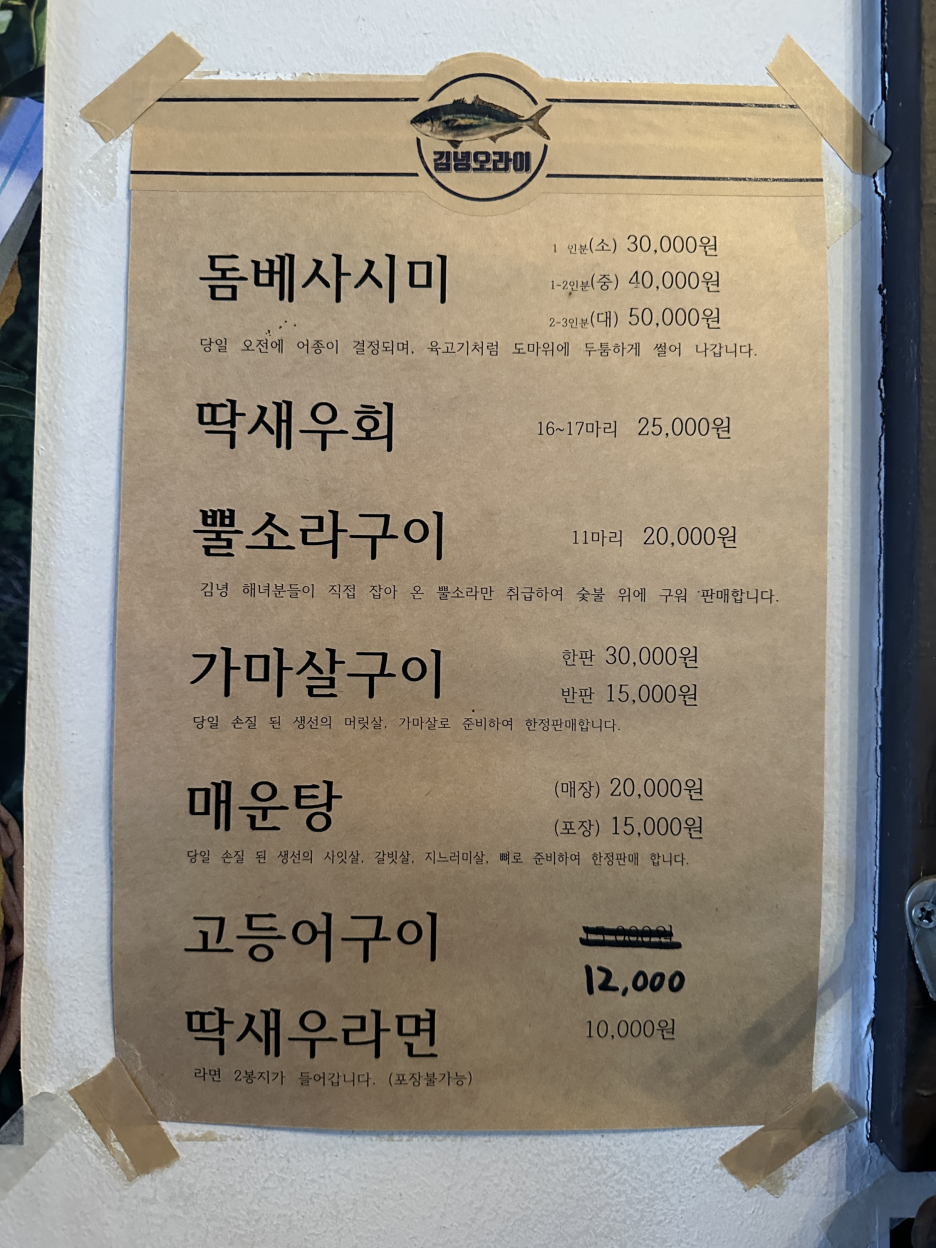 김녕오라이
돔베사시미
1 인분(소) 30,000원
1-2인분(중) 40,000원
2-3인분(대) 50,000원
당일 오전에 어종이 결정되며, 육고기처럼 도마위에 두툼하게 썰어 나갑니다.
딱새우회 16~17마리 25,000원
뿔소라구이 11마리 20,000원
김녕 해녀분들이 직접 잡아 온 뿔소라만 취급하여 숯불 위에 구워 판매합니다.
가마살구이
한판 30,000원
반판 15,000원
당일 손질 된 생선의 머릿살, 가마살로 준비하여 한정판매합니다.
매운탕
(매장) 20,000원
(포장) 15,000원
당일 손질 된 생선의 사잇살, 갈빗살, 지느러미살, 뼈로 준비하여 한정판매 합니다.
고등어구이
12,000
딱새우라면 10,000원
라면 2봉지가 들어갑니다. (포장불가능)